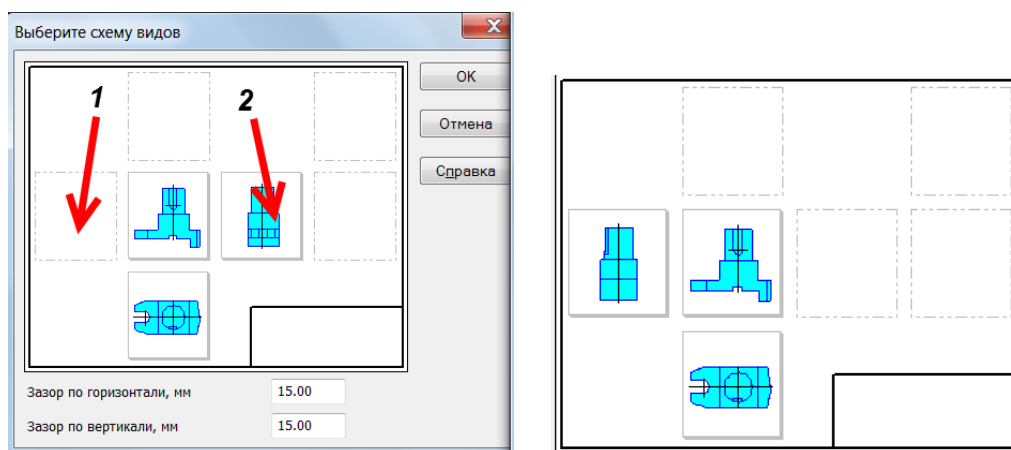 Выберите схему видов
OK
1
2
Отмена
Справка
Зазор по горизонтали, мм
15.00
Зазор по вертикали, мм
15.00